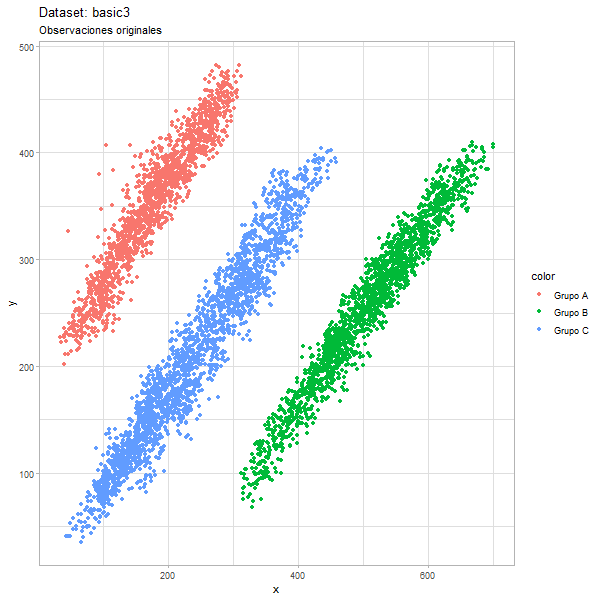 Dataset: basic3
Observaciones originales
500
400
300
200
100
y
200
400
600
x
color
Grupo A
Grupo B
Grupo C